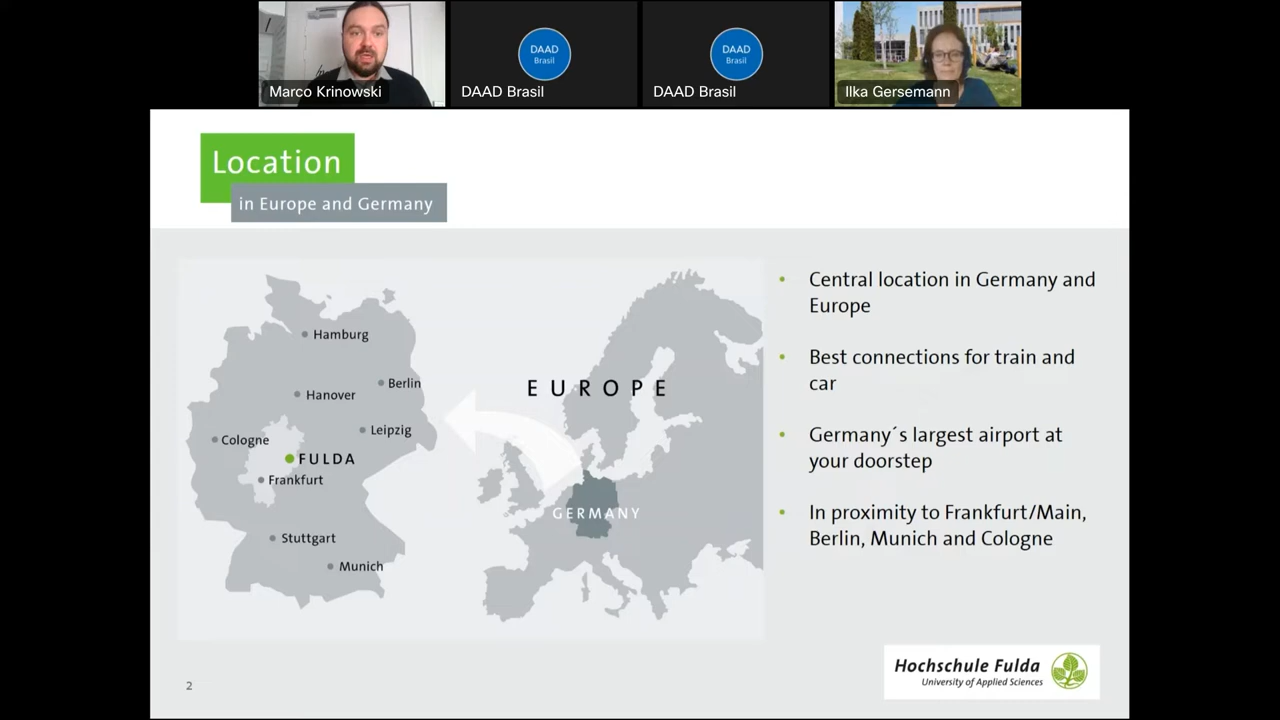 DAAD
Brasil
DAAD
Brasil
Marco Krinowski
DAAD Brasil
DAAD Brasil
Ilka Gersemann
Location
in Europe and Germany
Hamburg
Berlin
Hanover
Leipzig
Cologne
FULDA
Frankfurt
Stuttgart
Munich
EUROPE
GERMANY
• Central location in Germany and
Europe
• Best connections for train and
car
• Germany´s largest airport at
your doorstep
• In proximity to Frankfurt/Main,
Berlin, Munich and Cologne
2
Hochschule Fulda
University of Applied Sciences